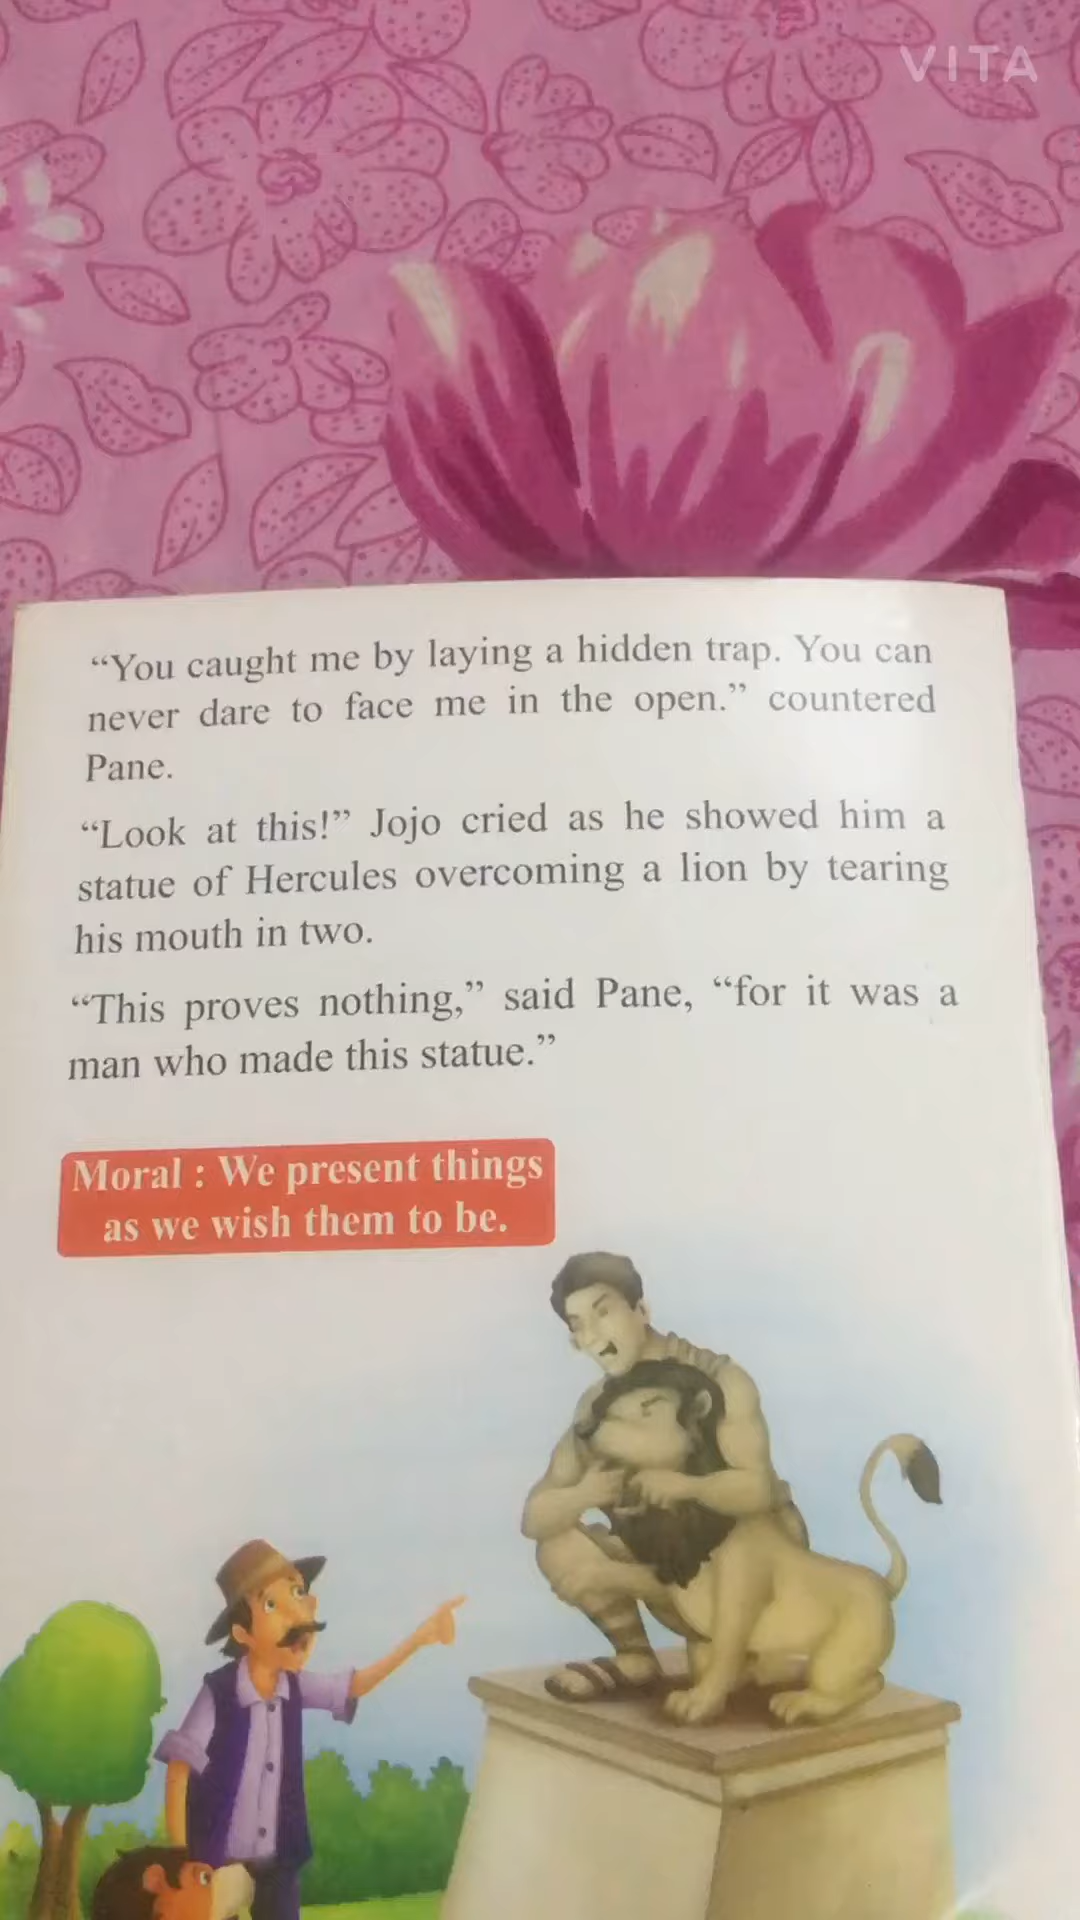 VITA
“You caught me by laying a hidden trap. You can
never dare to face me in the open.” countered
Pane.
“Look at this!” Jojo cried as he showed him a
statue of Hercules overcoming a lion by tearing
his mouth in two.
“This proves nothing,” said Pane, “for it was a
man who made this statue.”
Moral : We present things
as we wish them to be.